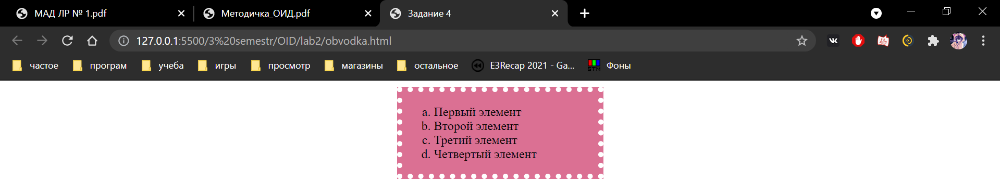 МАД ЛР № 1.pdf Методичка_ОИД.pdf Задание 4
127.0.0.1:5500/3%20semestr/OID/lab2/obvodka.html
частое програм учеба игры просмотр магазины остальное E3Recap 2021 - Ga... STM Фоны
a. Первый элемент
b. Второй элемент
c. Третий элемент
d. Четвертый элемент